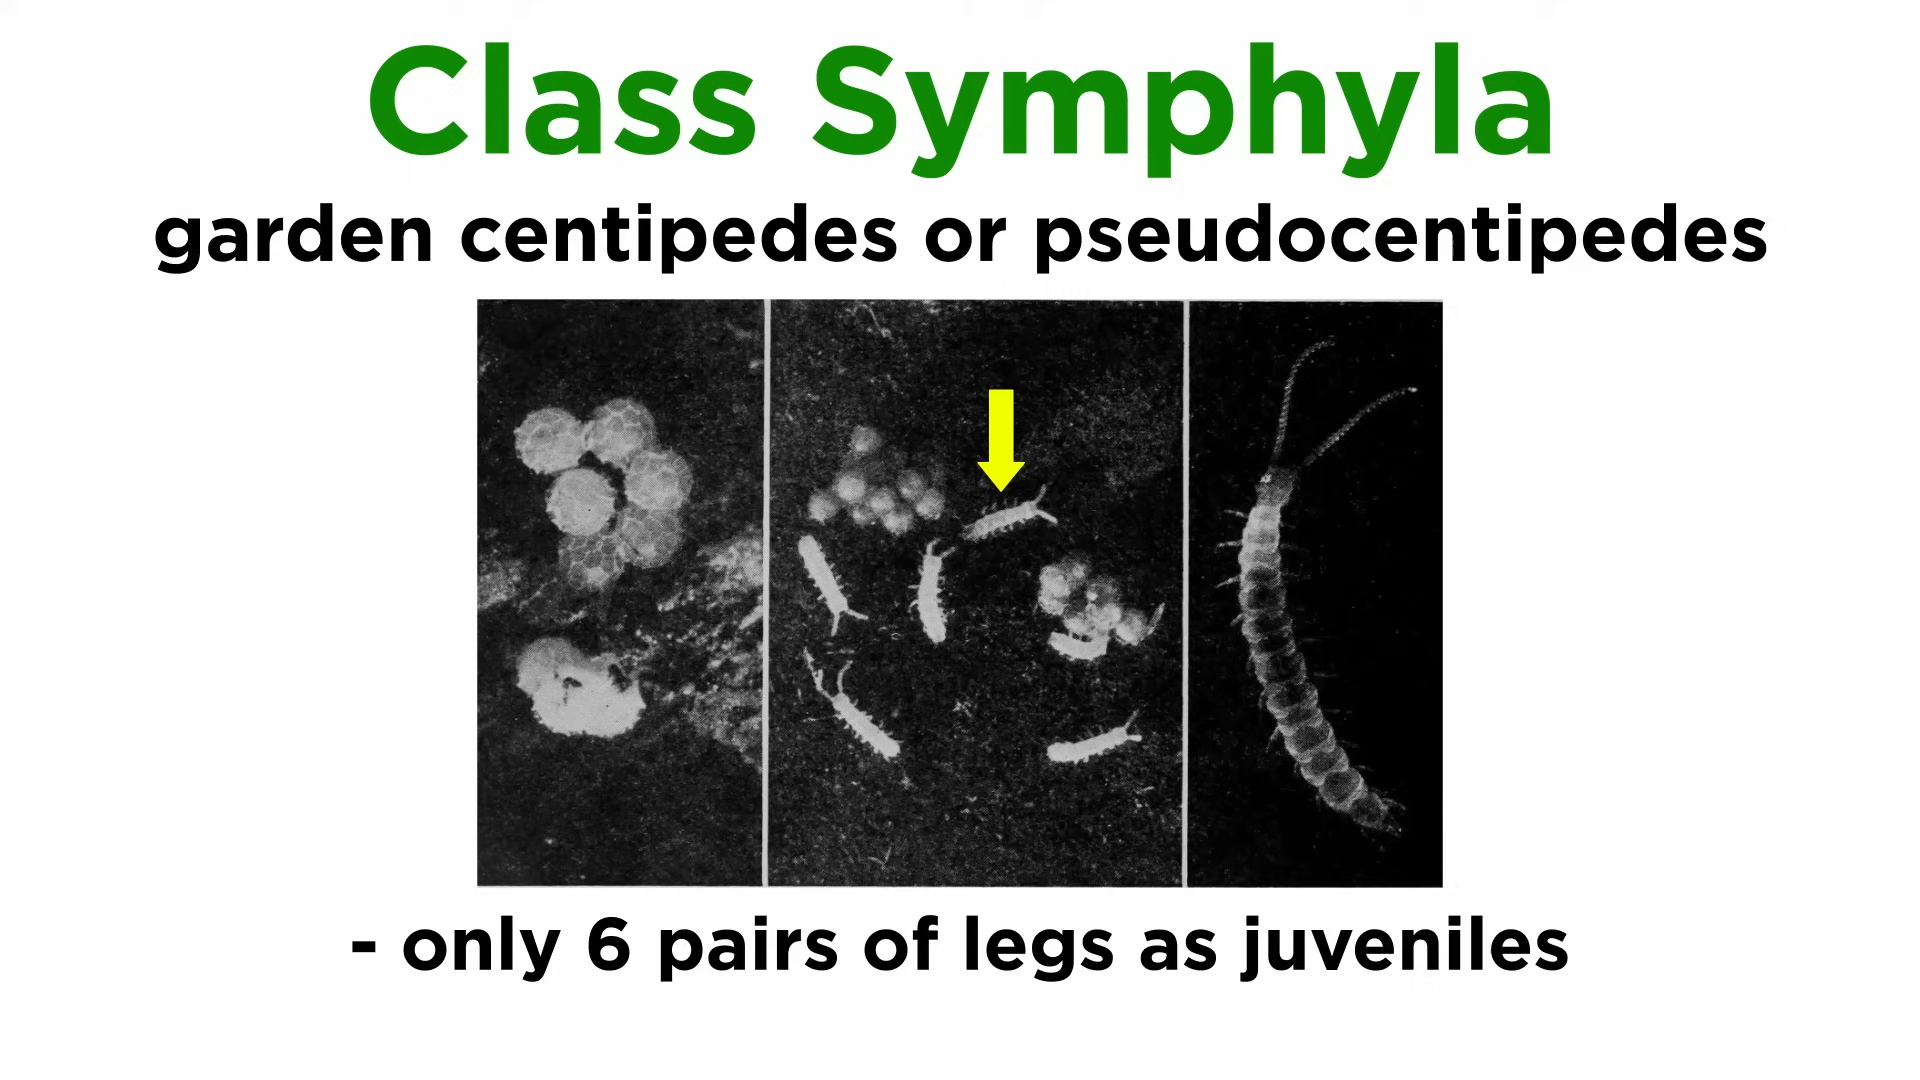 Class Symphyla
garden centipedes or pseudocentipedes
- only 6 pairs of legs as juveniles